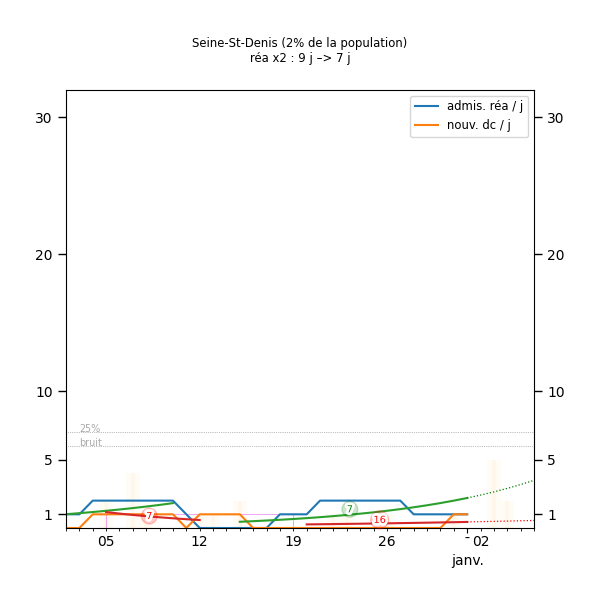 Seine-St-Denis (2% de la population)
réa x2 : 9 j –> 7 j
admis. réa / j
nouv. dc / j
30 30
20 20
10 10
25%
bruit
5 5
7
7
16
1 1
05 12 19 26 - 02
janv.